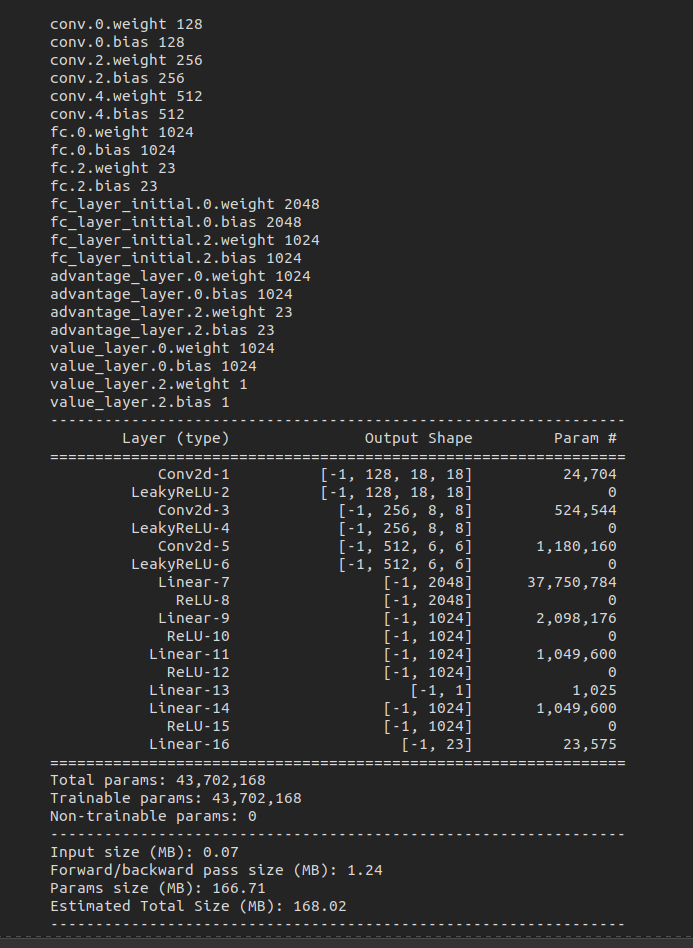 conv.0.weight 128
conv.0.bias 128
conv.2.weight 256
conv.2.bias 256
conv.4.weight 512
conv.4.bias 512
fc.0.weight 1024
fc.0.bias 1024
fc.2.weight 23
fc.2.bias 23
fc_layer_initial.0.weight 2048
fc_layer_initial.0.bias 2048
fc_layer_initial.2.weight 1024
fc_layer_initial.2.bias 1024
advantage_layer.0.weight 1024
advantage_layer.0.bias 1024
advantage_layer.2.weight 23
advantage_layer.2.bias 23
value_layer.0.weight 1024
value_layer.0.bias 1024
value_layer.2.weight 1
value_layer.2.bias 1
----------------------------------------------------------------
        Layer (type)               Output Shape         Param #
================================================================
            Conv2d-1          [-1, 128, 18, 18]          24,704
         LeakyReLU-2          [-1, 128, 18, 18]               0
            Conv2d-3            [-1, 256, 8, 8]         524,544
         LeakyReLU-4            [-1, 256, 8, 8]               0
            Conv2d-5            [-1, 512, 6, 6]       1,180,160
         LeakyReLU-6            [-1, 512, 6, 6]               0
            Linear-7                 [-1, 2048]      37,750,784
              ReLU-8                 [-1, 2048]               0
            Linear-9                 [-1, 1024]       2,098,176
             ReLU-10                 [-1, 1024]               0
           Linear-11                 [-1, 1024]       1,049,600
             ReLU-12                 [-1, 1024]               0
           Linear-13                    [-1, 1]           1,025
           Linear-14                 [-1, 1024]       1,049,600
             ReLU-15                 [-1, 1024]               0
           Linear-16                   [-1, 23]          23,575
================================================================
Total params: 43,702,168
Trainable params: 43,702,168
Non-trainable params: 0
----------------------------------------------------------------
Input size (MB): 0.07
Forward/backward pass size (MB): 1.24
Params size (MB): 166.71
Estimated Total Size (MB): 168.02
----------------------------------------------------------------